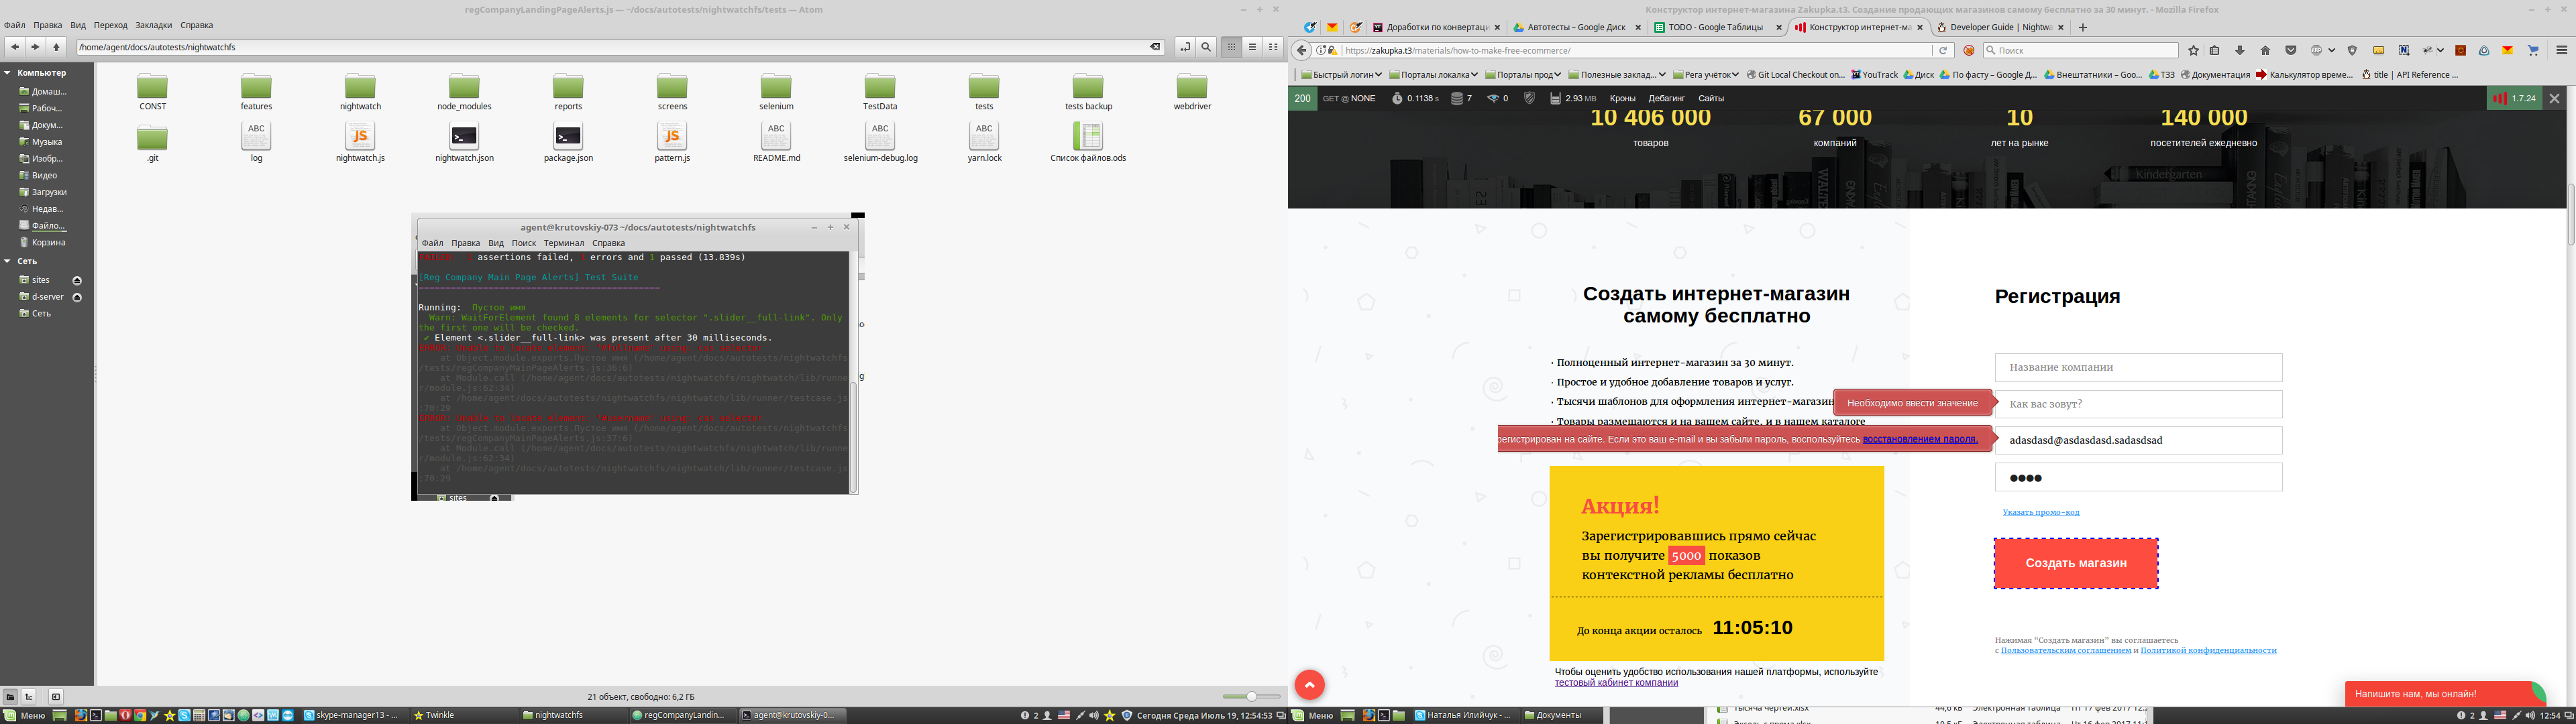 regCompanyLandingPageAlerts.js — ~/docs/autotests/nightwatchfs/tests — Atom
Файл Правка Вид Переход Закладки Справка
/home/agent/docs/autotests/nightwatchfs
Компьютер
Домаш...
Рабоч...
Докум...
Музыка
Изобр...
Видео
Загрузки
Недав...
Файло...
Корзина
Сеть
sites
d-server
Сеть
CONST features nightwatch node_modules reports screens selenium TestData tests tests backup webdriver
.git log nightwatch.js nightwatch.json package.json pattern.js README.md selenium-debug.log yarn.lock Список файлов.ods
agent@krutovskiy-073 ~/docs/autotests/nightwatchfs
Файл Правка Вид Поиск Терминал Справка
assertions failed, errors and 1 passed (13.839s)
[Reg Company Main Page Alerts] Test Suite
Running: Пустое имя
Warn: WaitForElement found 8 elements for selector ".slider__full-link". Only
the first one will be checked.
✔ Element <.slider__full-link> was present after 30 milliseconds.
at Object.module.exports.Пустое имя (/home/agent/docs/autotests/nightwatchfs
/tests/regCompanyMainPageAlerts.js:36:6)
at Module.call (/home/agent/docs/autotests/nightwatchfs/nightwatch/lib/runne
r/module.js:62:34)
at /home/agent/docs/autotests/nightwatchfs/nightwatch/lib/runner/testcase.js
:70:29
at Object.module.exports.Пустое имя (/home/agent/docs/autotests/nightwatchfs
/tests/regCompanyMainPageAlerts.js:37:6)
at Module.call (/home/agent/docs/autotests/nightwatchfs/nightwatch/lib/runne
r/module.js:62:34)
at /home/agent/docs/autotests/nightwatchfs/nightwatch/lib/runner/testcase.js
:70:29
sites
21 объект, свободно: 6,2 ГБ
Меню skype-manager13 - ... Twinkle nightwatchfs regCompanyLandin... agent@krutovskiy-0... 2 Сегодня Среда Июль 19, 12:54:53
Конструктор интернет-магазина Zakupka.t3. Создание продающих магазинов самому бесплатно за 30 минут. - Mozilla Firefox
Доработки по конвертаци Автотесты – Google Диск TODO - Google Таблицы Конструктор интернет-ма Developer Guide | Nightwa
https://zakupka.t3/materials/how-to-make-free-ecommerce/ Поиск
Быстрый логин Порталы локалка Порталы прод Полезные заклад... Рега учёток Git Local Checkout on... YouTrack Диск По фасту – Google Д... Внештатники – Goo... ТЗЗ Документация Калькулятор време... title | API Reference ...
200 GET @ NONE 0.1138 s 7 0 2.93 MB Кроны Дебагинг Сайты 1.7.24
10 406 000 67 000 10 140 000
товаров компаний лет на рынке посетителей ежедневно
Kindergarten
Создать интернет-магазин
самому бесплатно
· Полноценный интернет-магазин за 30 минут.
· Простое и удобное добавление товаров и услуг.
· Тысячи шаблонов для оформления интернет-магазин
· Товары размещаются и на вашем сайте, и в нашем каталоге
Регистрация
Название компании
Необходимо ввести значение
Как вас зовут?
регистрирован на сайте. Если это ваш e-mail и вы забыли пароль, воспользуйтесь восстановлением пароля.
adasdasd@asdasdasd.sadasdsad
Указать промо-код
Создать магазин
Нажимая “Создать магазин” вы соглашаетесь
с Пользовательским соглашением и Политикой конфиденциальности
Акция!
Зарегистрировавшись прямо сейчас
вы получите 5000 показов
контекстной рекламы бесплатно
До конца акции осталось 11:05:10
Чтобы оценить удобство использования нашей платформы, используйте
тестовый кабинет компании
Напишите нам, мы онлайн!
Меню Наталья Илийчук - ... Документы 2 12:54